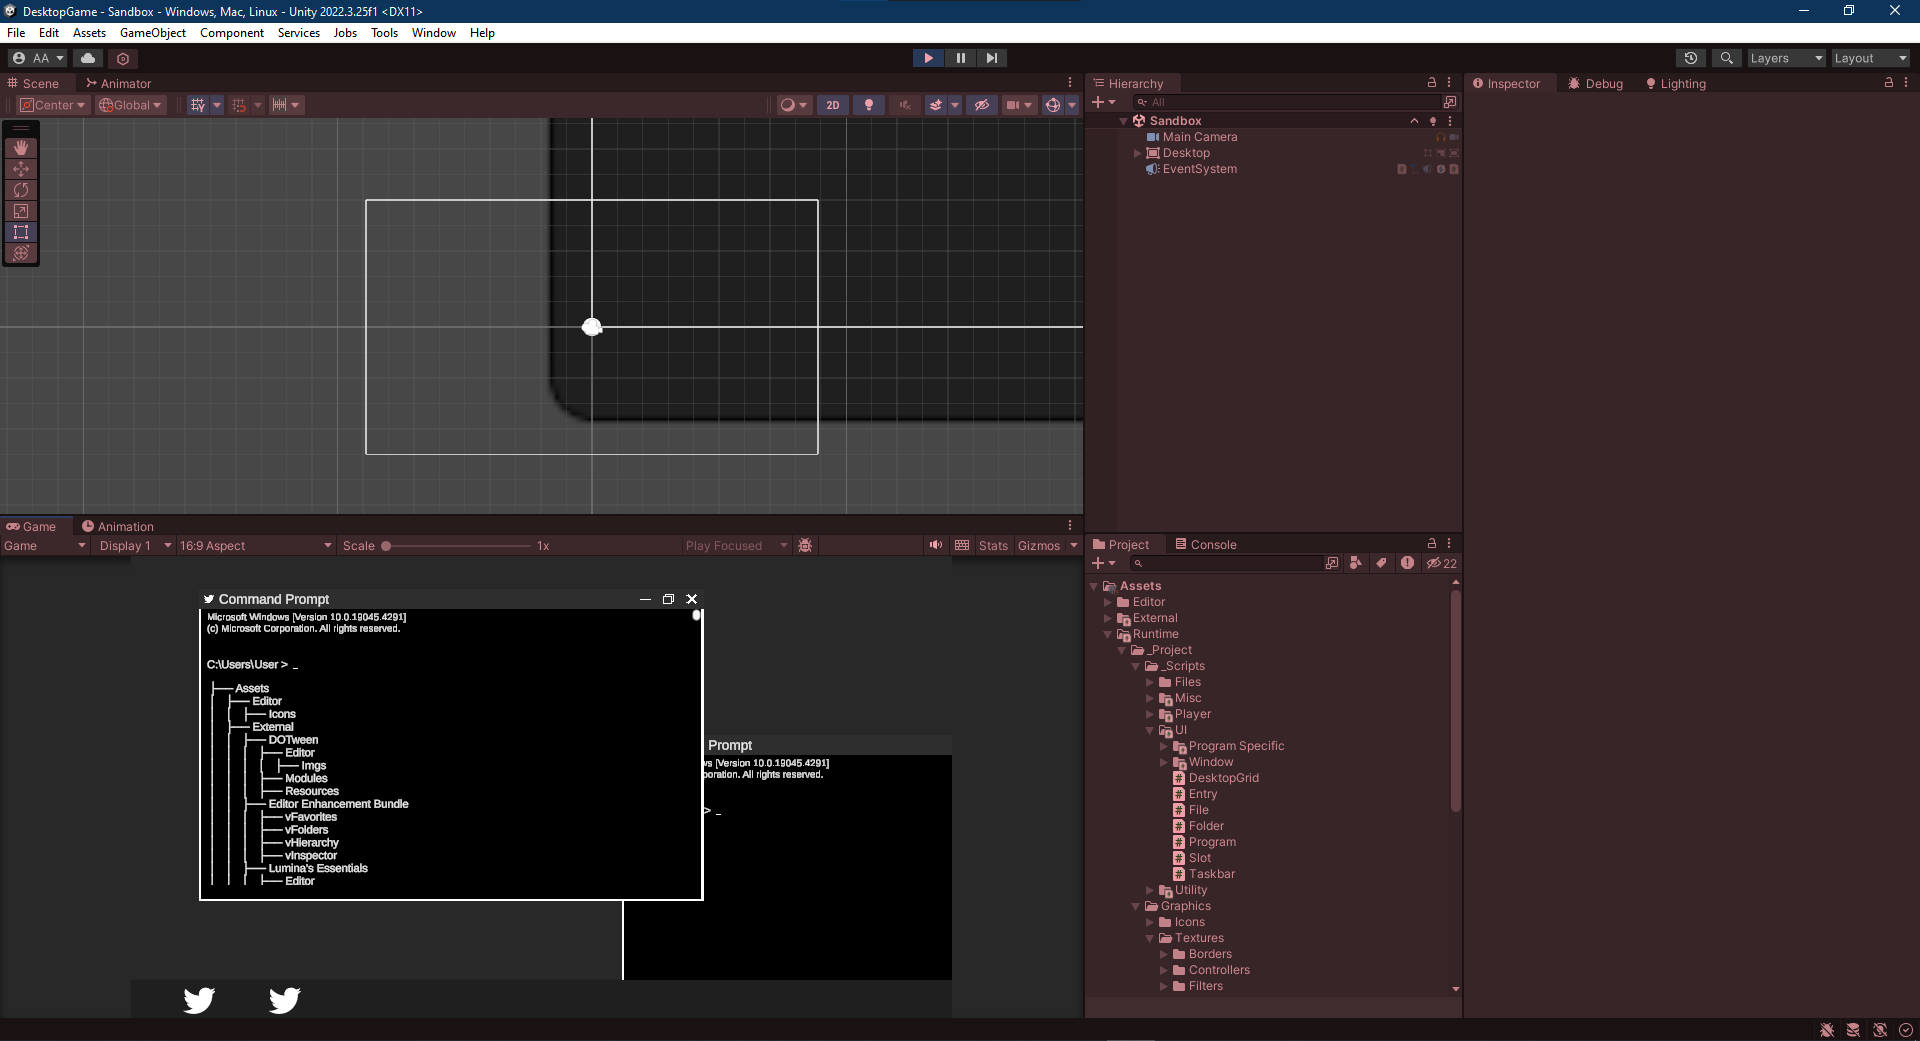 DesktopGame - Sandbox - Windows, Mac, Linux - Unity 2022.3.25f1 <DX11>
File Edit Assets GameObject Component Services Jobs Tools Window Help
AA
Layers Layout
Scene Animator
Center Global 2D
Hierarchy
All
Sandbox
Main Camera
Desktop
EventSystem
Inspector Debug Lighting
Game Animation
Game Display 1 16:9 Aspect Scale 1x Play Focused Stats Gizmos
Command Prompt
Microsoft Windows [Version 10.0.19045.4291]
(c) Microsoft Corporation. All rights reserved.
C:\Users\User > _
├── Assets
│ ├── Editor
│ │ ├── Icons
│ ├── External
│ │ ├── DOTween
│ │ │ ├── Editor
│ │ │ │ ├── Imgs
│ │ │ ├── Modules
│ │ │ ├── Resources
│ │ ├── Editor Enhancement Bundle
│ │ │ ├── vFavorites
│ │ │ ├── vFolders
│ │ │ ├── vHierarchy
│ │ │ ├── vInspector
│ │ ├── Lumina's Essentials
│ │ │ ├── Editor
Prompt
ws [Version 10.0.19045.4291]
poration. All rights reserved.
> _
Project Console
22
Assets
Editor
External
Runtime
_Project
_Scripts
Files
Misc
Player
UI
Program Specific
Window
DesktopGrid
Entry
File
Folder
Program
Slot
Taskbar
Utility
Graphics
Icons
Textures
Borders
Controllers
Filters